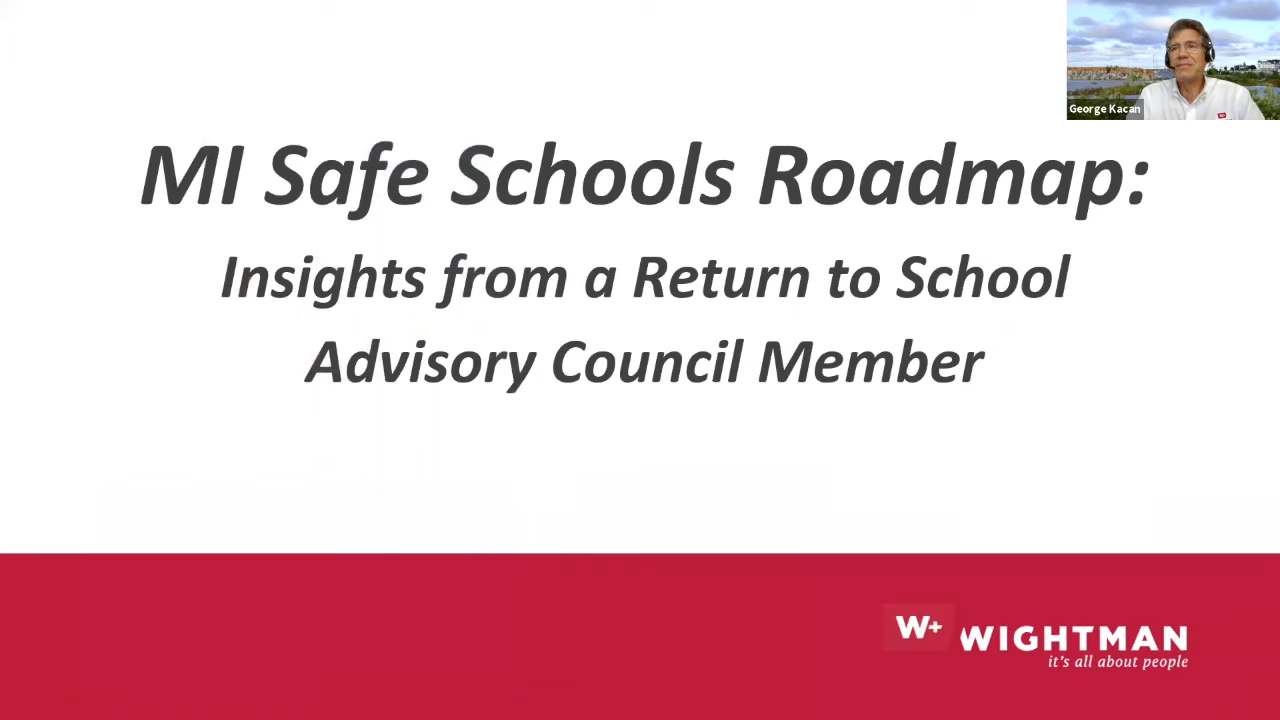 George Kacan
MI Safe Schools Roadmap:
Insights from a Return to School
Advisory Council Member
W+ WIGHTMAN
it's all about people